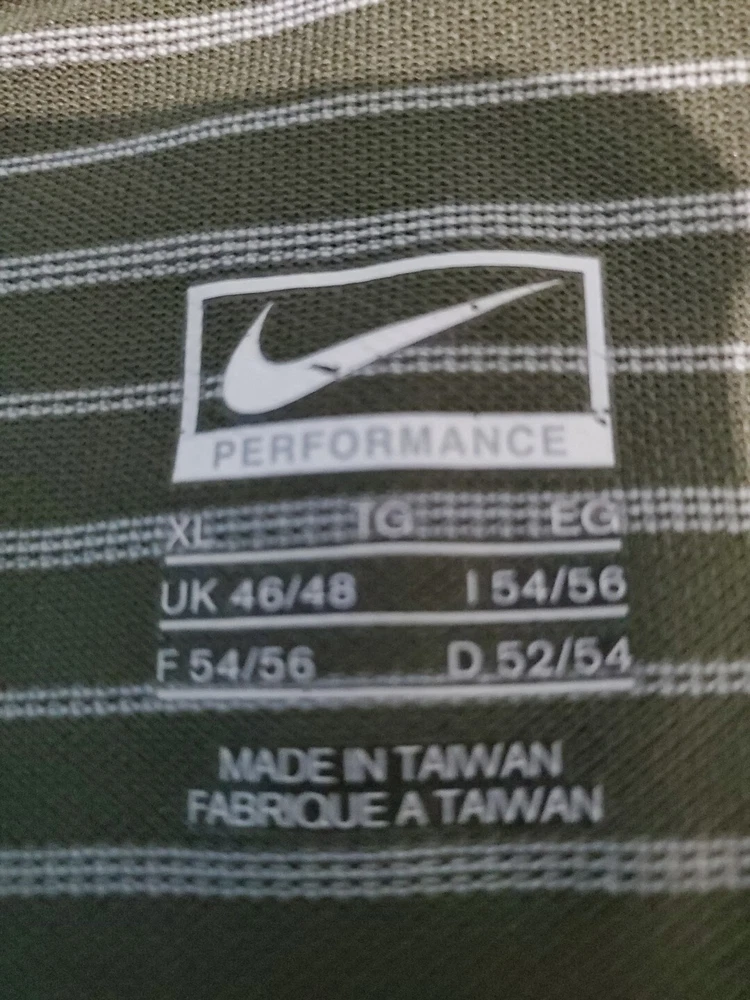 PERFORMANCE
XL TG EG
UK 46/48 I 54/56
F 54/56 D 52/54
MADE IN TAIWAN
FABRIQUE A TAIWAN